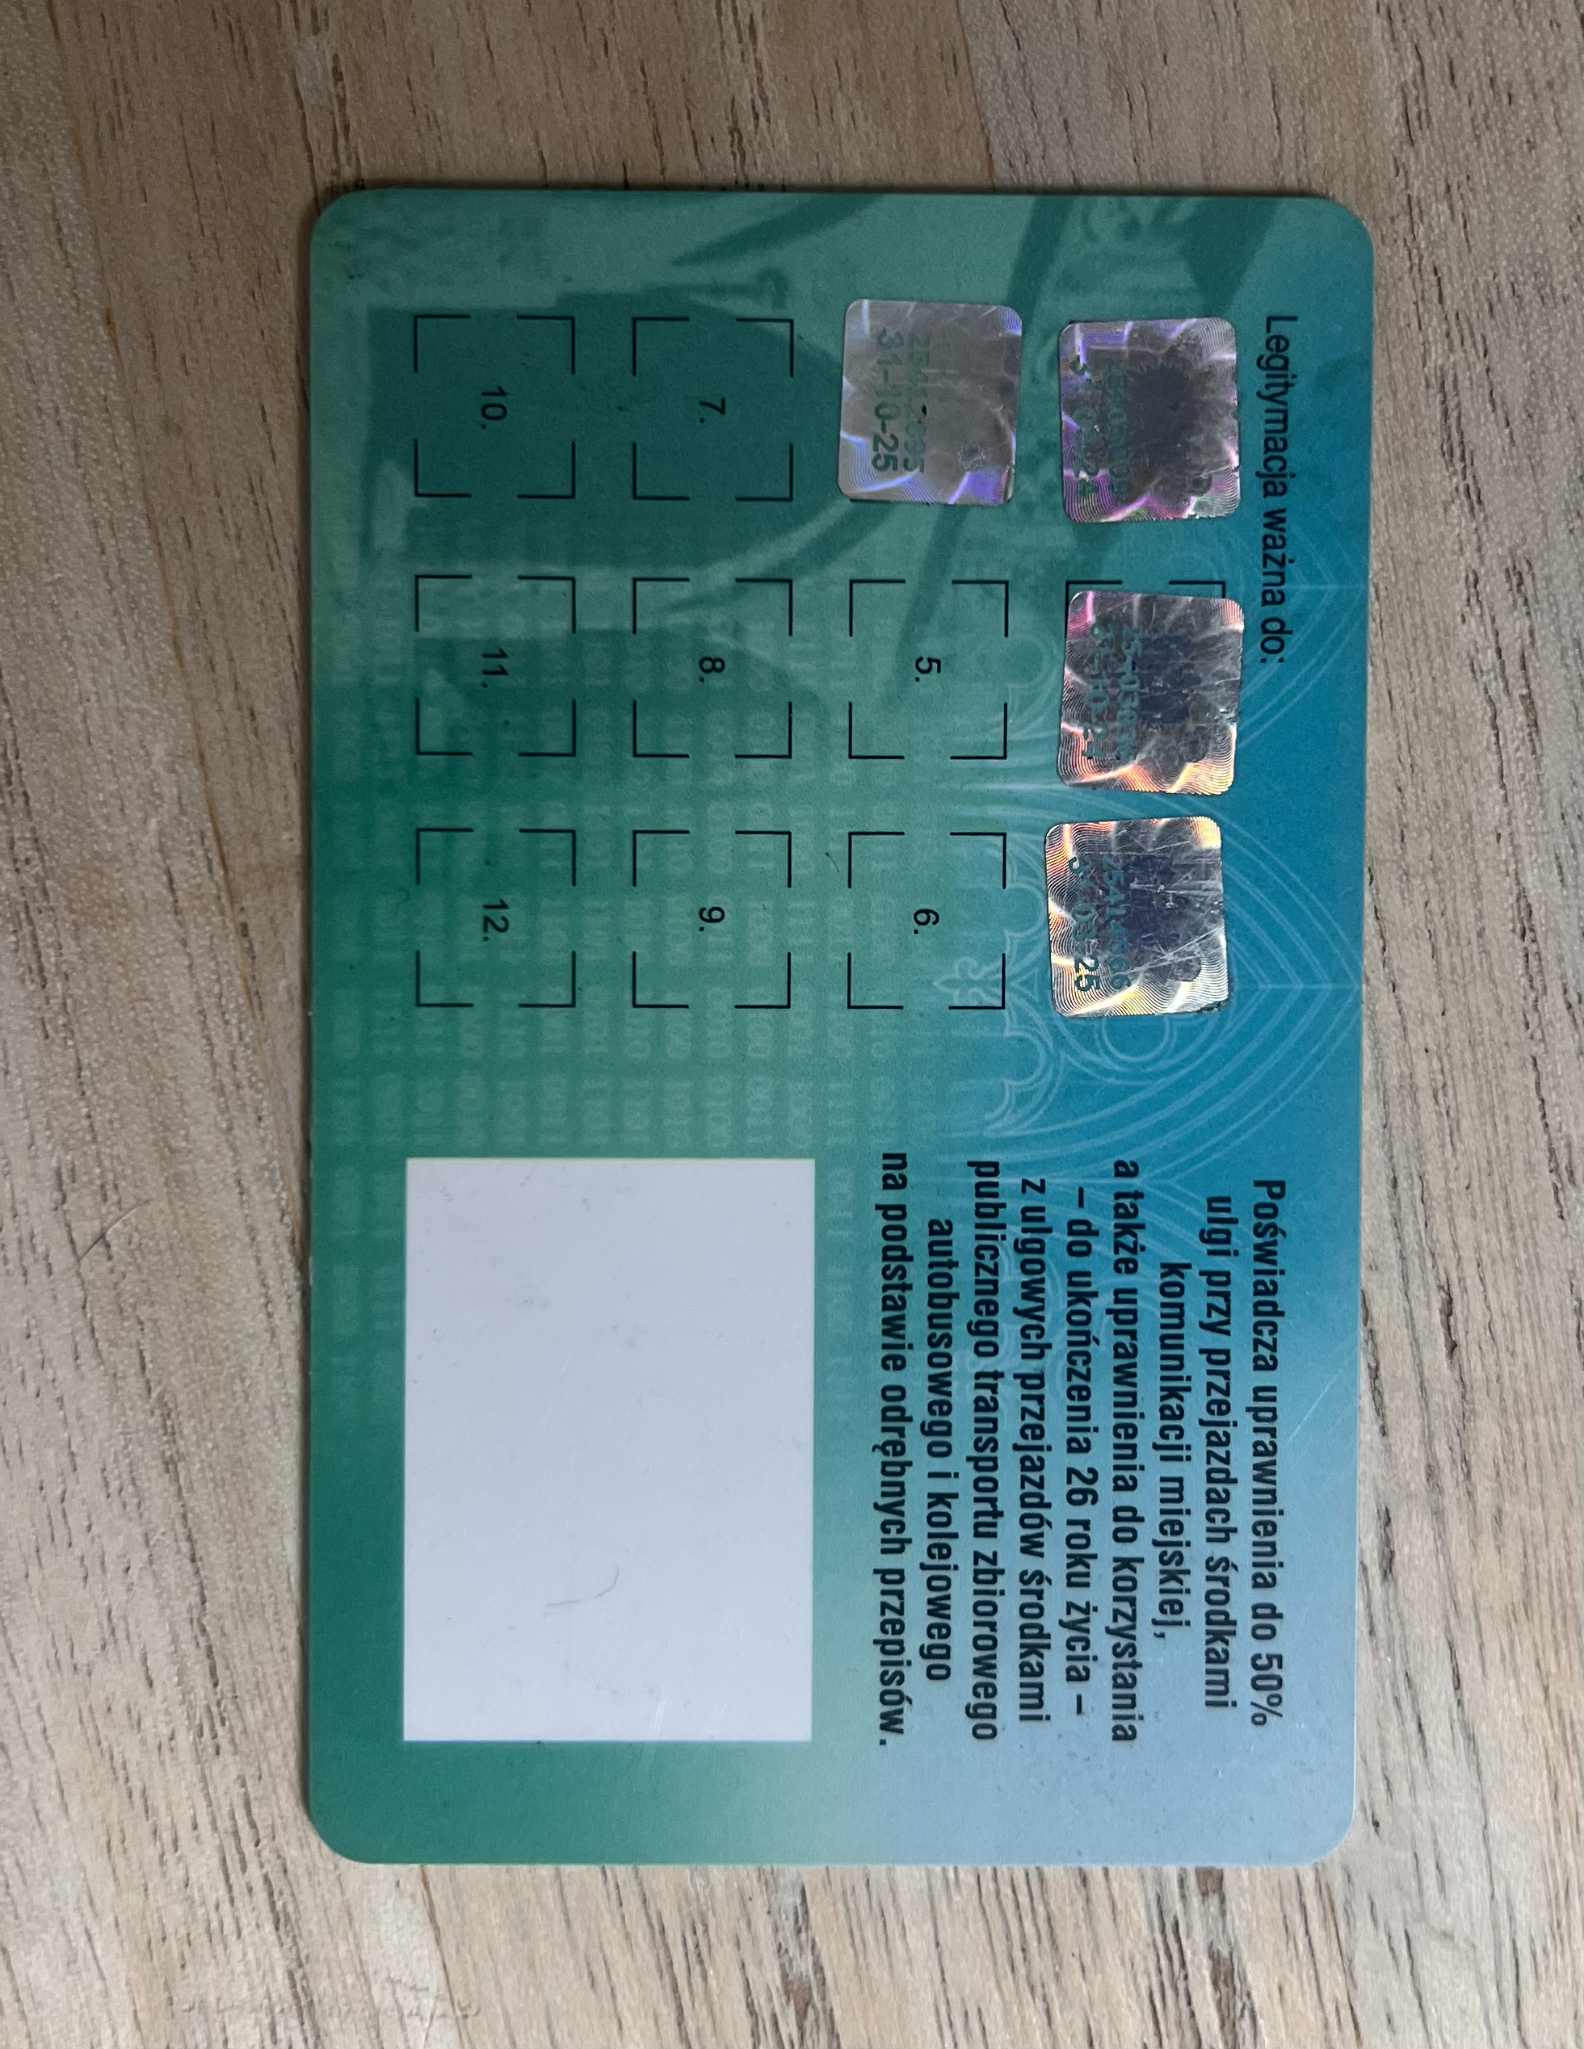 Legitymacja ważna do:
31-10-25
5.
6.
7.
8.
9.
10.
11.
12.
Poświadcza uprawnienia do 50%
ulgi przy przejazdach środkami
komunikacji miejskiej,
a także uprawnienia do korzystania
– do ukończenia 26 roku życia –
z ulgowych przejazdów środkami
publicznego transportu zbiorowego
autobusowego i kolejowego
na podstawie odrębnych przepisów.